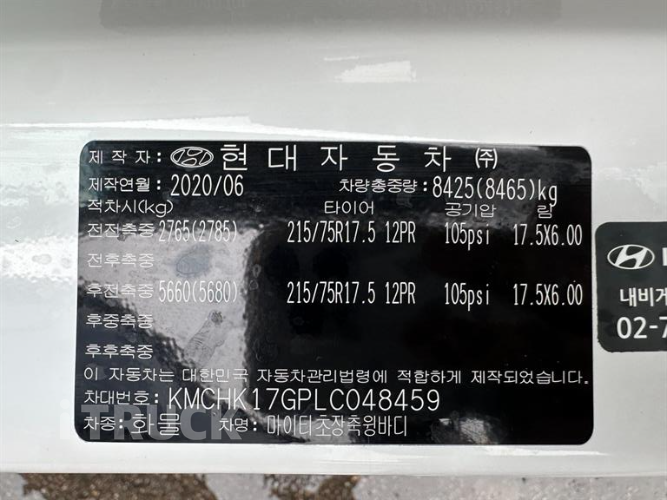 제 작 자 : 현 대 자 동 차 ㈜
제작연월 : 2020/06 차량총중량 : 8425(8465)kg
적차시(kg) 타이어 공기압 림
전전축중 2765(2785) 215/75R17.5 12PR 105psi 17.5X6.00
전후축중
후전축중 5660(5680) 215/75R17.5 12PR 105psi 17.5X6.00
후중축중
후후축중
이 자동차는 대한민국 자동차관리법령에 적합하게 제작되었습니다.
차대번호: KMCHK17GPLC048459
차종: 화물 차명: 마이티초장축윙바디
내비게
02-7
TRUCK